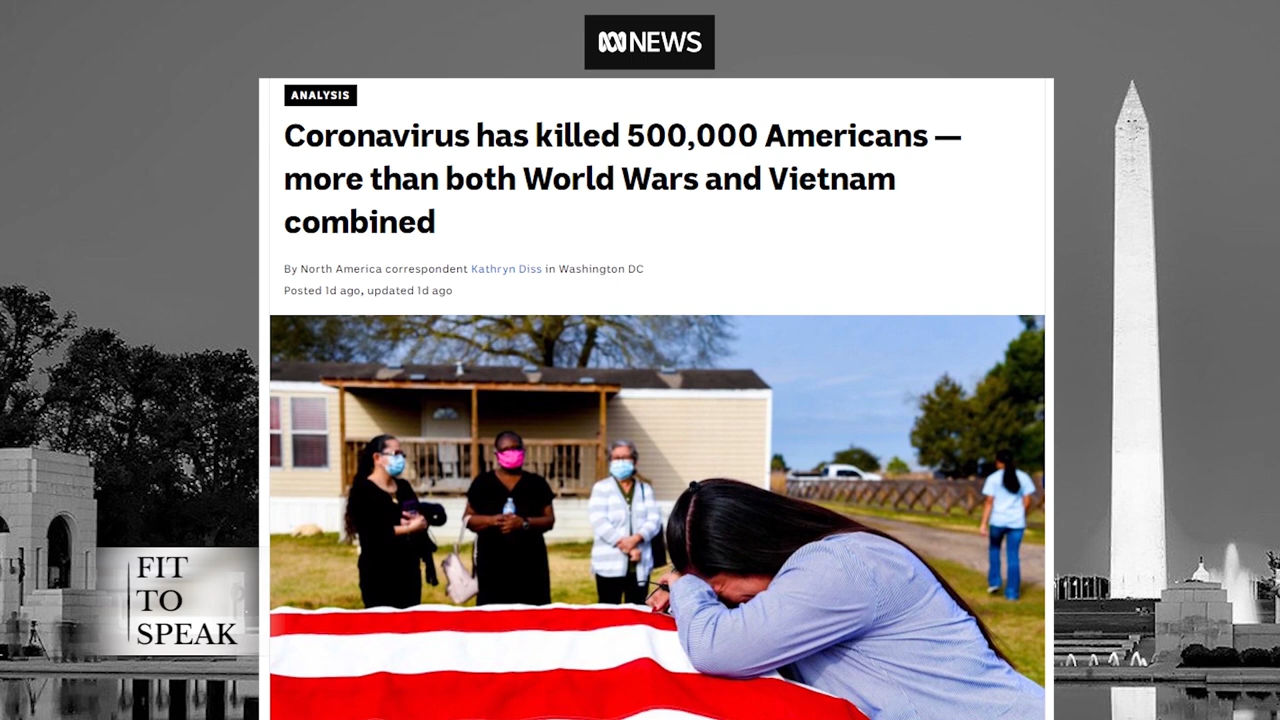 NEWS
ANALYSIS
Coronavirus has killed 500,000 Americans —
more than both World Wars and Vietnam
combined
By North America correspondent Kathryn Diss in Washington DC
Posted 1d ago, updated 1d ago
FIT
TO
SPEAK